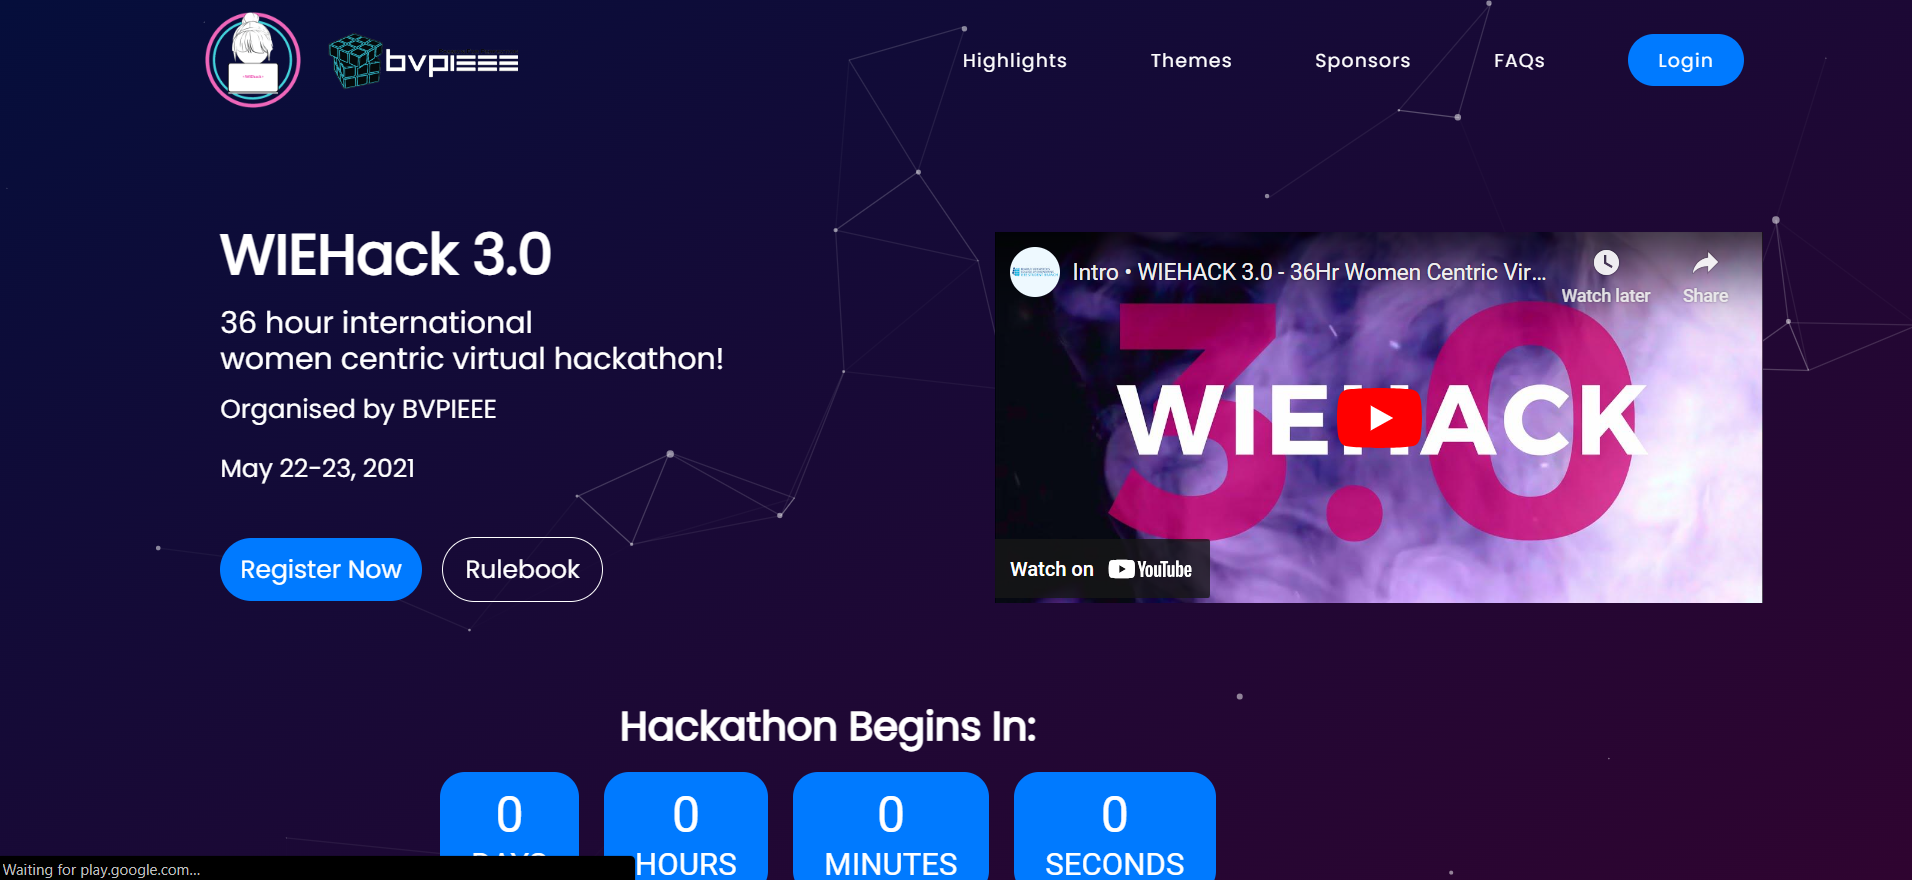 bvpIEEE
Highlights
Themes
Sponsors
FAQs
Login
WIEHack 3.0
36 hour international
women centric virtual hackathon!
Organised by BVPIEEE
May 22-23, 2021
Register Now
Rulebook
Intro • WIEHACK 3.0 - 36Hr Women Centric Vir...
Watch later
Share
3.0
WIEHACK
Watch on YouTube
Hackathon Begins In:
0
DAYS
0
HOURS
0
MINUTES
0
SECONDS
Waiting for play.google.com...